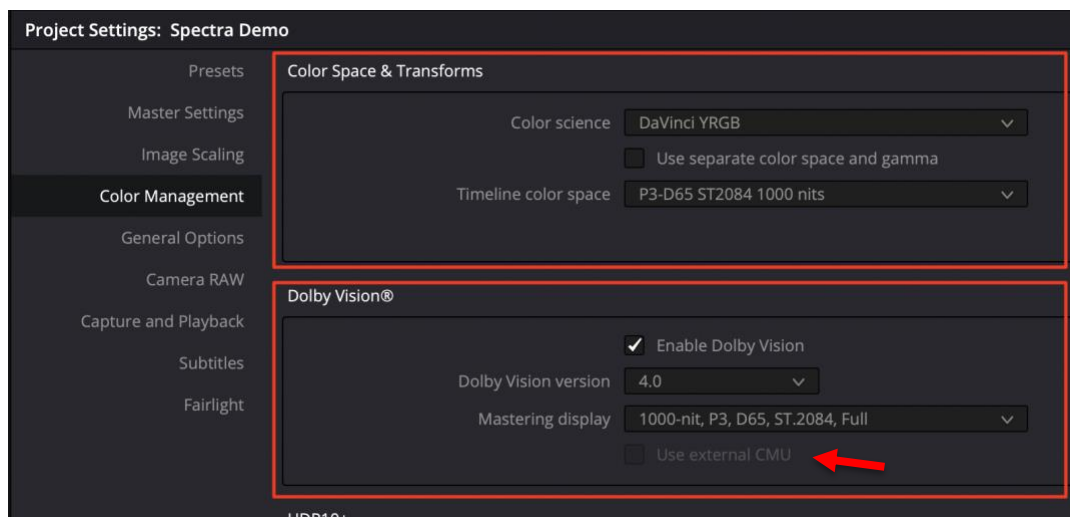 Project Settings: Spectra Demo
Presets
Master Settings
Image Scaling
Color Management
General Options
Camera RAW
Capture and Playback
Subtitles
Fairlight
Color Space & Transforms
Color science DaVinci YRGB
Use separate color space and gamma
Timeline color space P3-D65 ST2084 1000 nits
Dolby Vision®
Enable Dolby Vision
Dolby Vision version 4.0
Mastering display 1000-nit, P3, D65, ST.2084, Full
Use external CMU
HDR10+